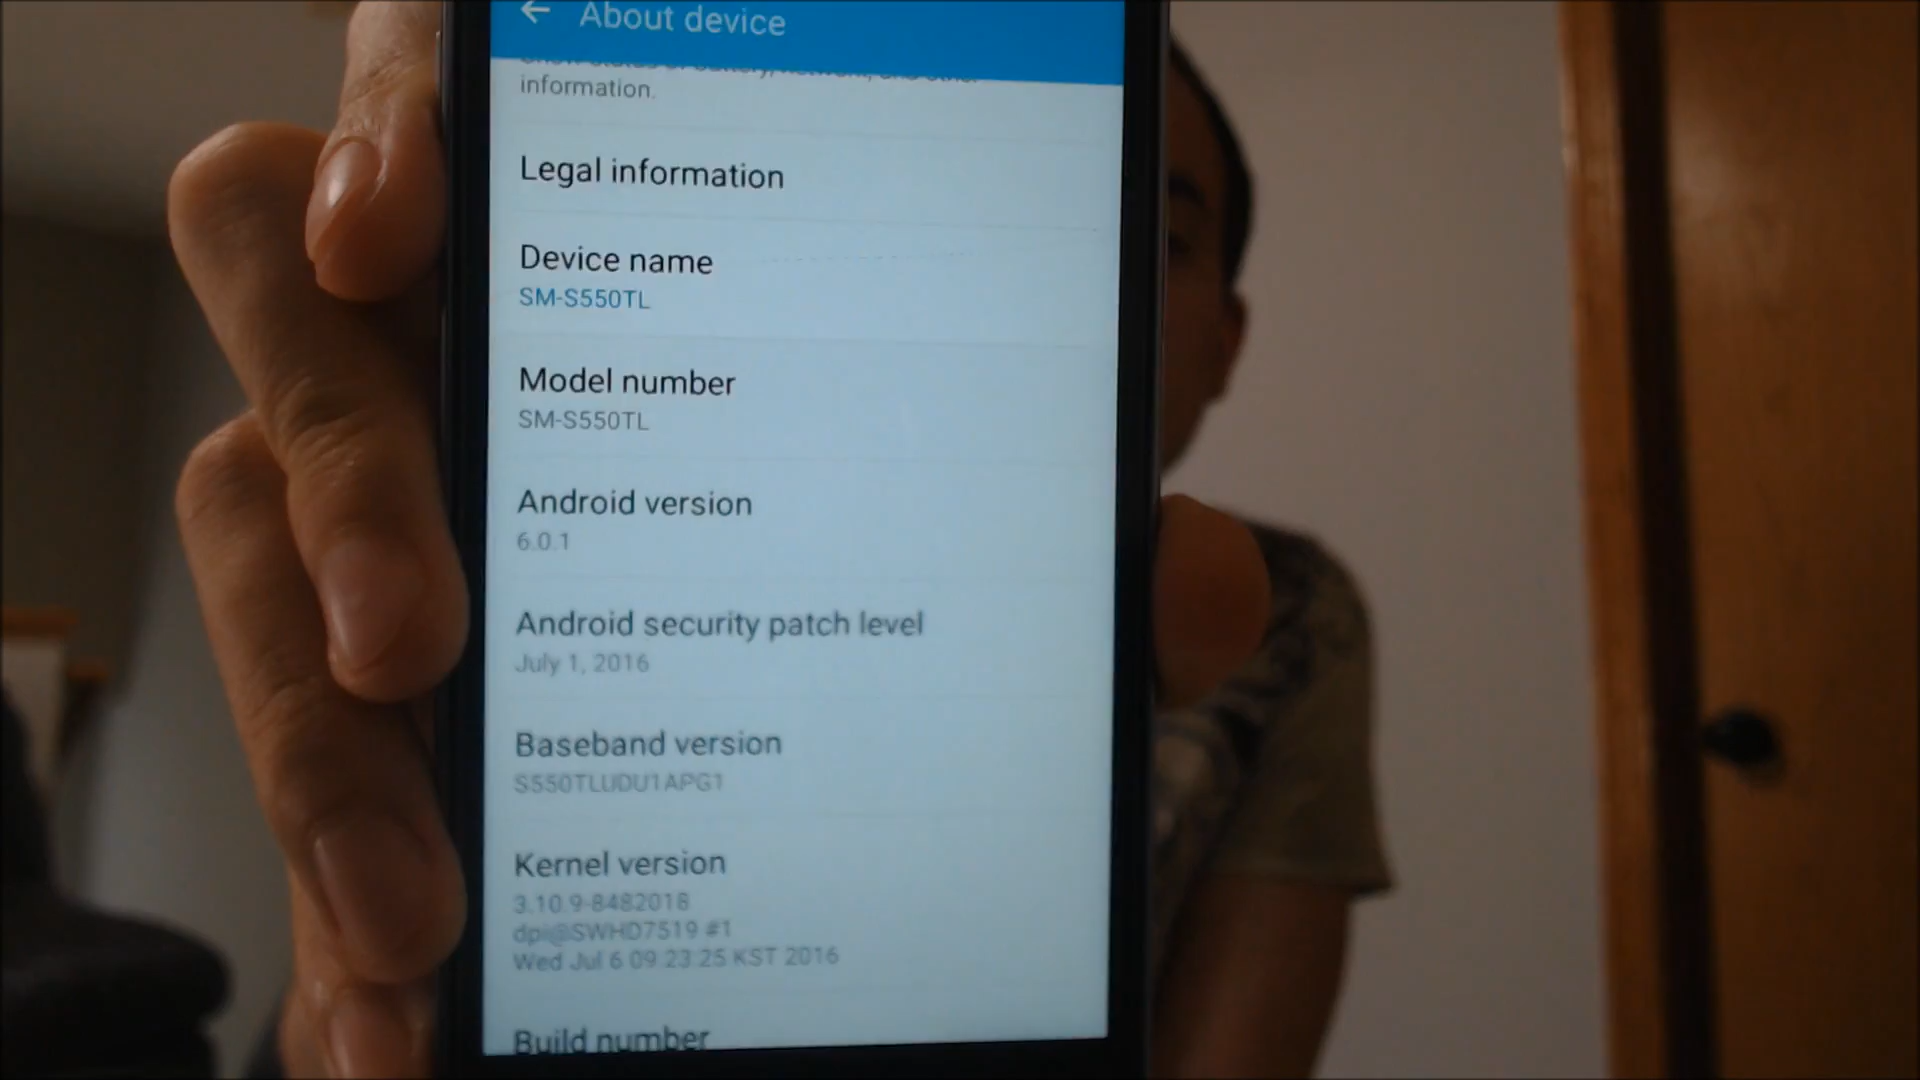 About device
information.
Legal information
Device name
SM-S550TL
Model number
SM-S550TL
Android version
6.0.1
Android security patch level
July 1, 2016
Baseband version
S550TLUDU1APG1
Kernel version
3.10.9-8482018
dpi@SWHD7519 #1
Wed Jul 6 09:23:25 KST 2016
Build number